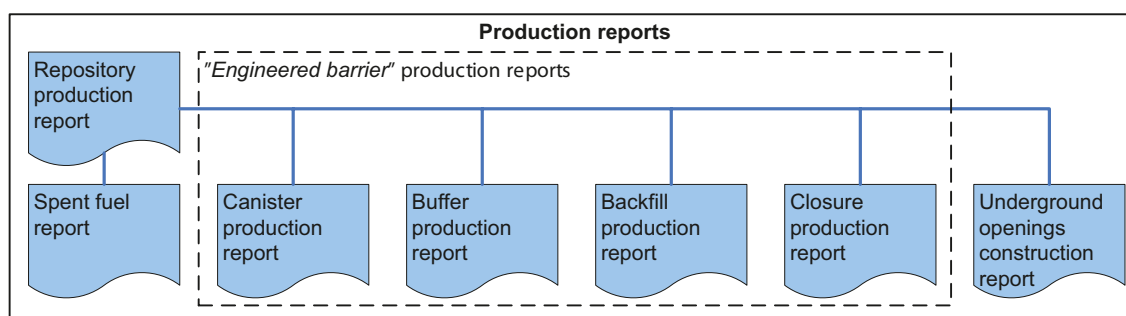 Production reports
Repository
production
report
"Engineered barrier" production reports
Spent fuel
report
Canister
production
report
Buffer
production
report
Backfill
production
report
Closure
production
report
Underground
openings
construction
report